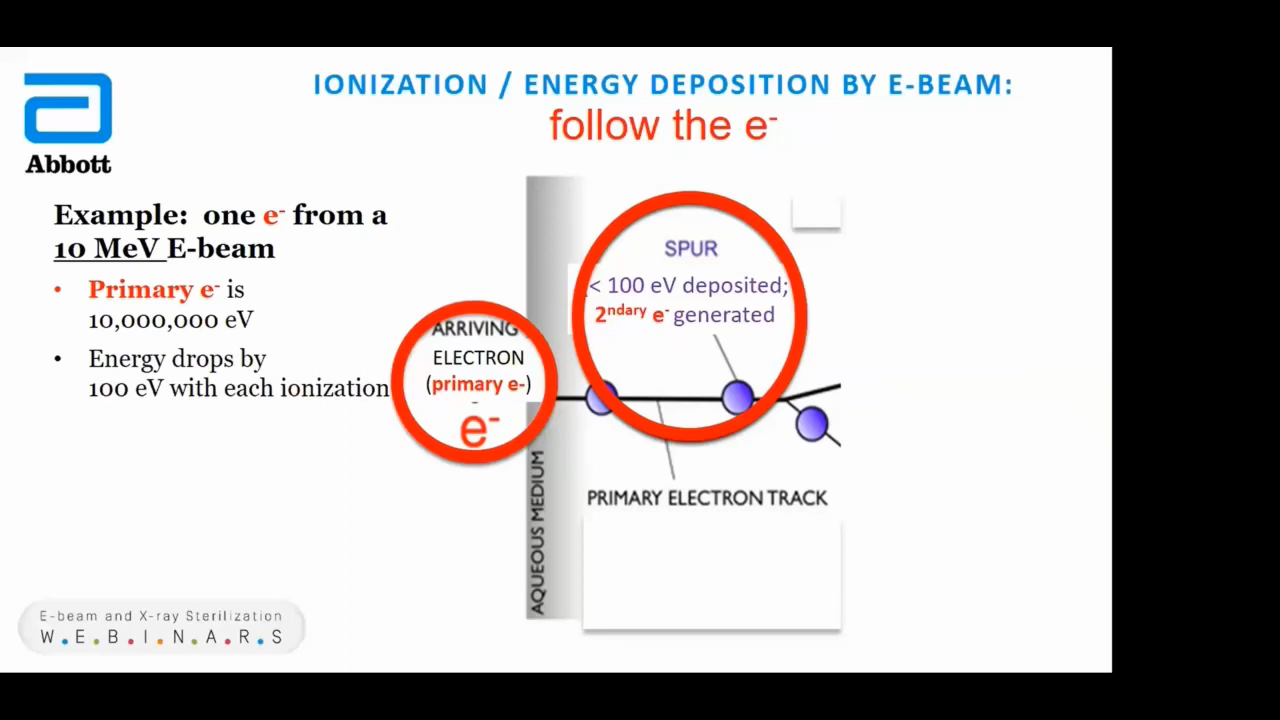 IONIZATION / ENERGY DEPOSITION BY E-BEAM:
follow the e-
Abbott
Example: one e- from a
10 MeV E-beam
• Primary e- is
10,000,000 eV
• Energy drops by
100 eV with each ionization
ARRIVING
ELECTRON
(primary e-)
e-
SPUR
< 100 eV deposited;
2ndary e- generated
PRIMARY ELECTRON TRACK
AQUEOUS MEDIUM
E-beam and X-ray Sterilization
W.E.B.I.N.A.R.S